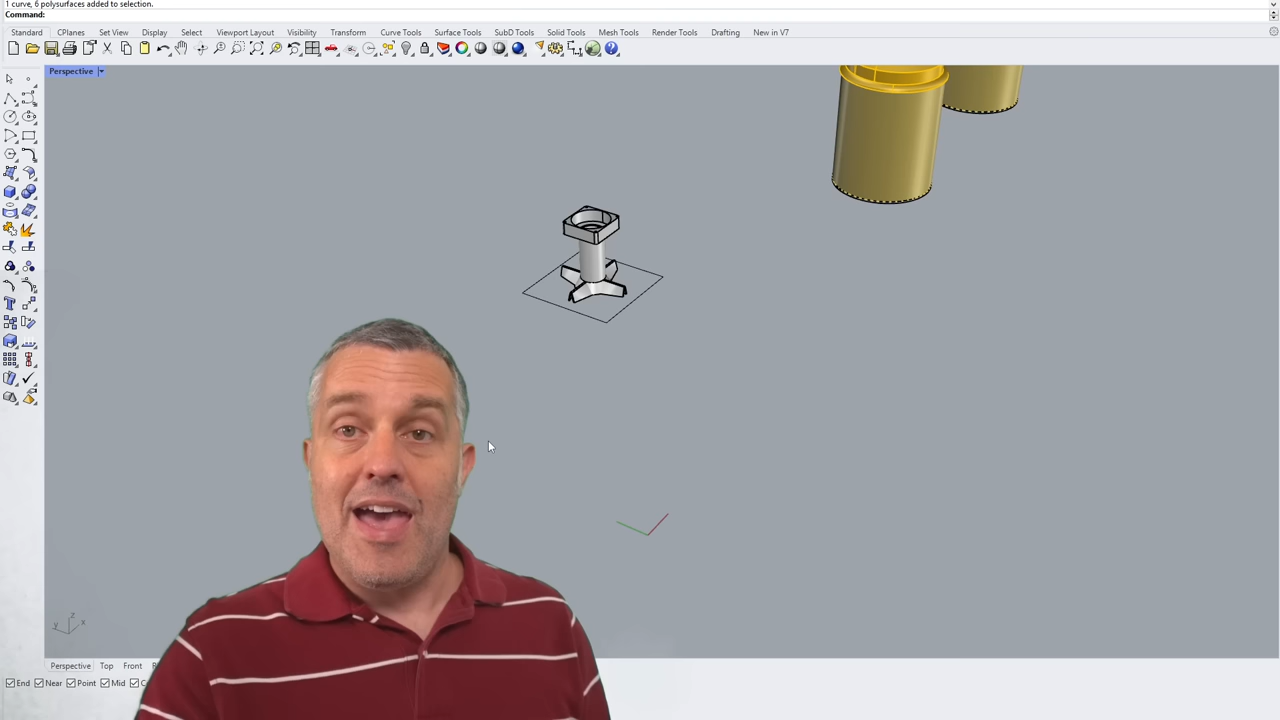 1 curve, 6 polysurfaces added to selection.
Command:
Standard CPlanes Set View Display Select Viewport Layout Visibility Transform Curve Tools Surface Tools SubD Tools Solid Tools Mesh Tools Render Tools Drafting New in V7
Perspective
z
y x
Perspective Top Front
End Near Point Mid